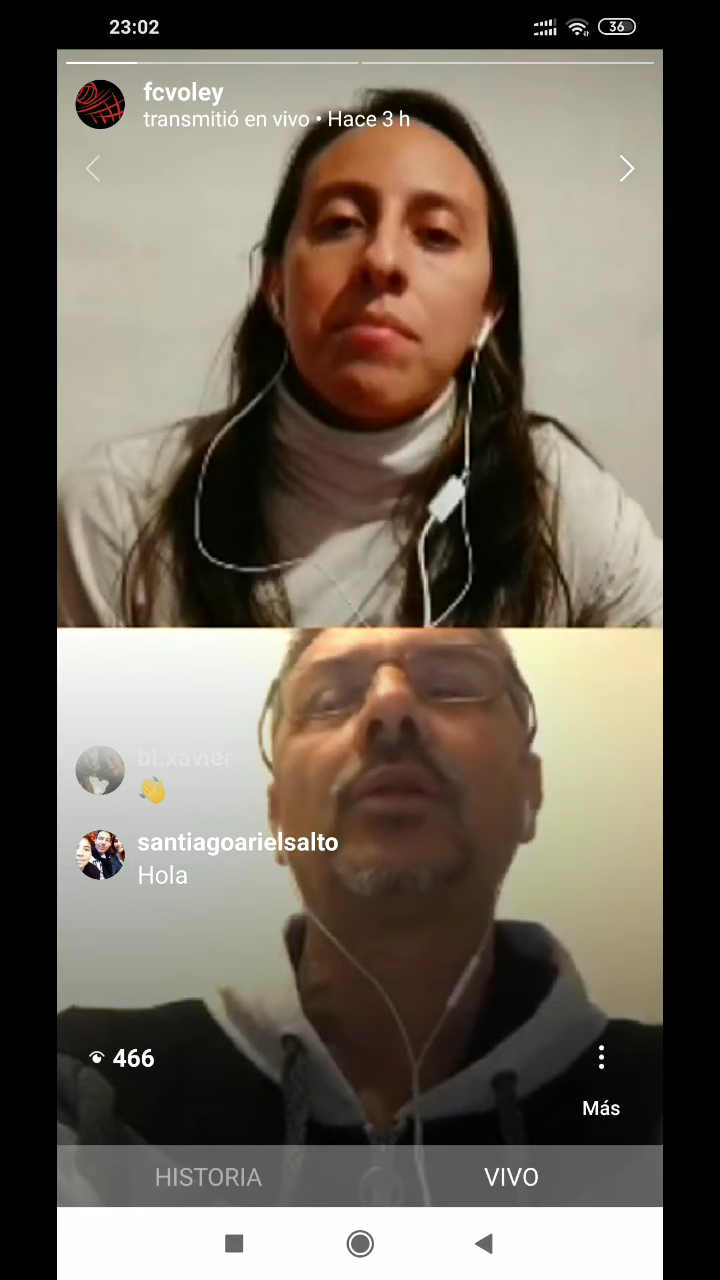 23:02
36
fcvoley
transmitió en vivo • Hace 3 h
bl.xavier
👏
santiagoarielsalto
Hola
466
Más
HISTORIA
VIVO